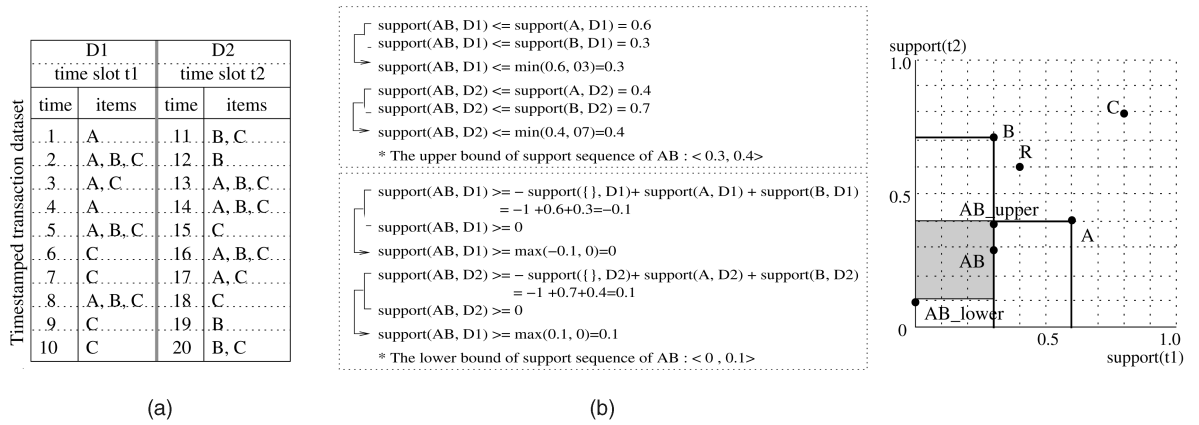 Timestamped transaction dataset
D1 D2
time slot t1 time slot t2
time items time items
1 A 11 B, C
2 A, B, C 12 B
3 A, C 13 A, B, C
4 A 14 A, B, C
5 A, B, C 15 C
6 C 16 A, B, C
7 C 17 A, C
8 A, B, C 18 C
9 C 19 B
10 C 20 B, C
(a)
support(AB, D1) <= support(A, D1) = 0.6
support(AB, D1) <= support(B, D1) = 0.3
support(AB, D1) <= min(0.6, 03)=0.3
support(AB, D2) <= support(A, D2) = 0.4
support(AB, D2) <= support(B, D2) = 0.7
support(AB, D2) <= min(0.4, 07)=0.4
* The upper bound of support sequence of AB : < 0.3, 0.4>
support(AB, D1) >= − support({}, D1)+ support(A, D1) + support(B, D1)
= −1 +0.6+0.3=−0.1
support(AB, D1) >= 0
support(AB, D1) >= max(−0.1, 0)=0
support(AB, D2) >= − support({}, D2)+ support(A, D2) + support(B, D2)
= −1 +0.7+0.4=0.1
support(AB, D2) >= 0
support(AB, D1) >= max(0.1, 0)=0.1
* The lower bound of support sequence of AB : < 0 , 0.1>
(b)
support(t2)
1.0
C
B
R
0.5
AB_upper
A
AB
AB_lower
0
0.5
1.0
support(t1)